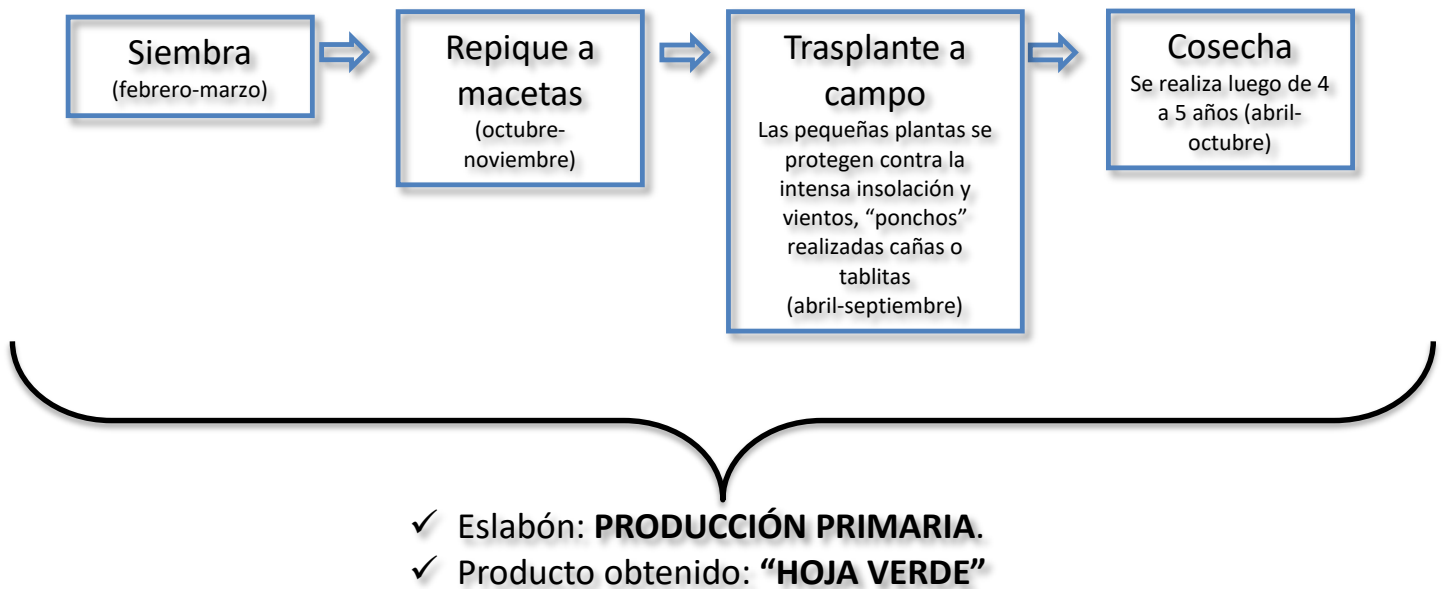 Siembra
(febrero-marzo)
Repique a
macetas
(octubre-
noviembre)
Trasplante a
campo
Las pequeñas plantas se
protegen contra la
intensa insolación y
vientos, “ponchos”
realizadas cañas o
tablitas
(abril-septiembre)
Cosecha
Se realiza luego de 4
a 5 años (abril-
octubre)
✓ Eslabón: PRODUCCIÓN PRIMARIA.
✓ Producto obtenido: “HOJA VERDE”